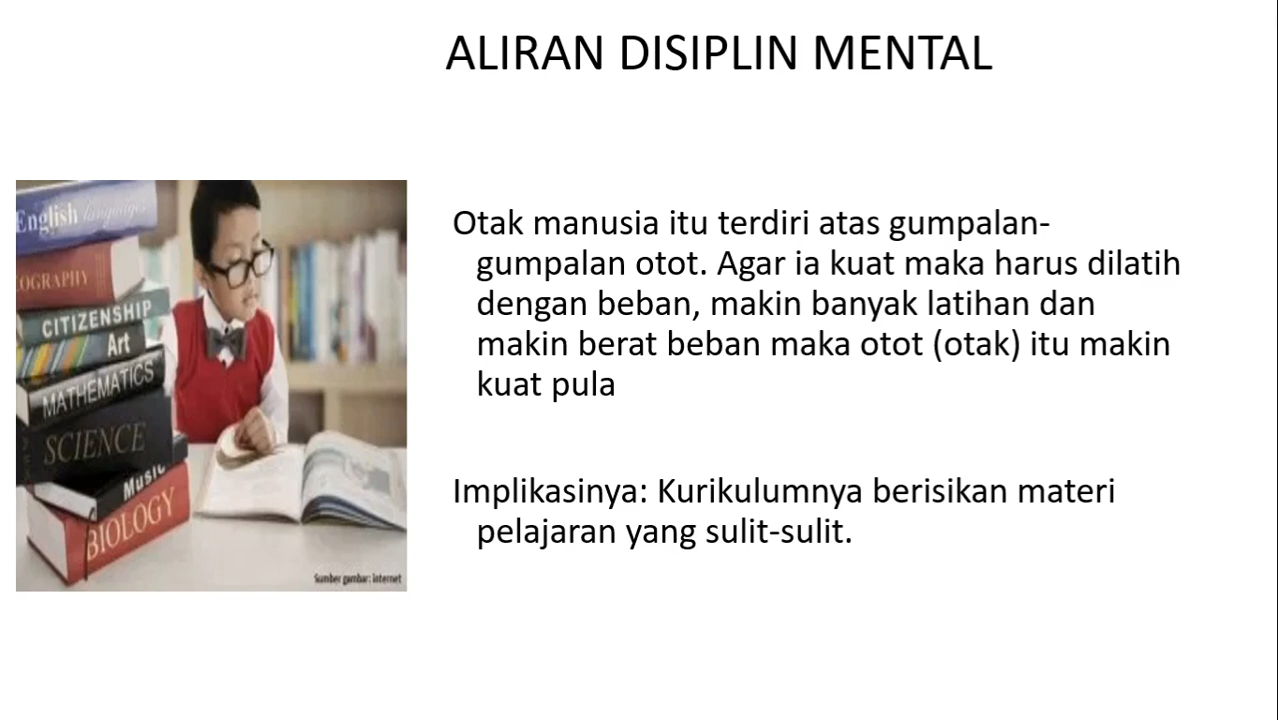 ALIRAN DISIPLIN MENTAL
Otak manusia itu terdiri atas gumpalan-
gumpalan otot. Agar ia kuat maka harus dilatih
dengan beban, makin banyak latihan dan
makin berat beban maka otot (otak) itu makin
kuat pula
Implikasinya: Kurikulumnya berisikan materi
pelajaran yang sulit-sulit.
English languages
OGRAPHY
CITIZENSHIP
Art
MATHEMATICS
SCIENCE
Music
BIOLOGY
Sumber gambar: internet